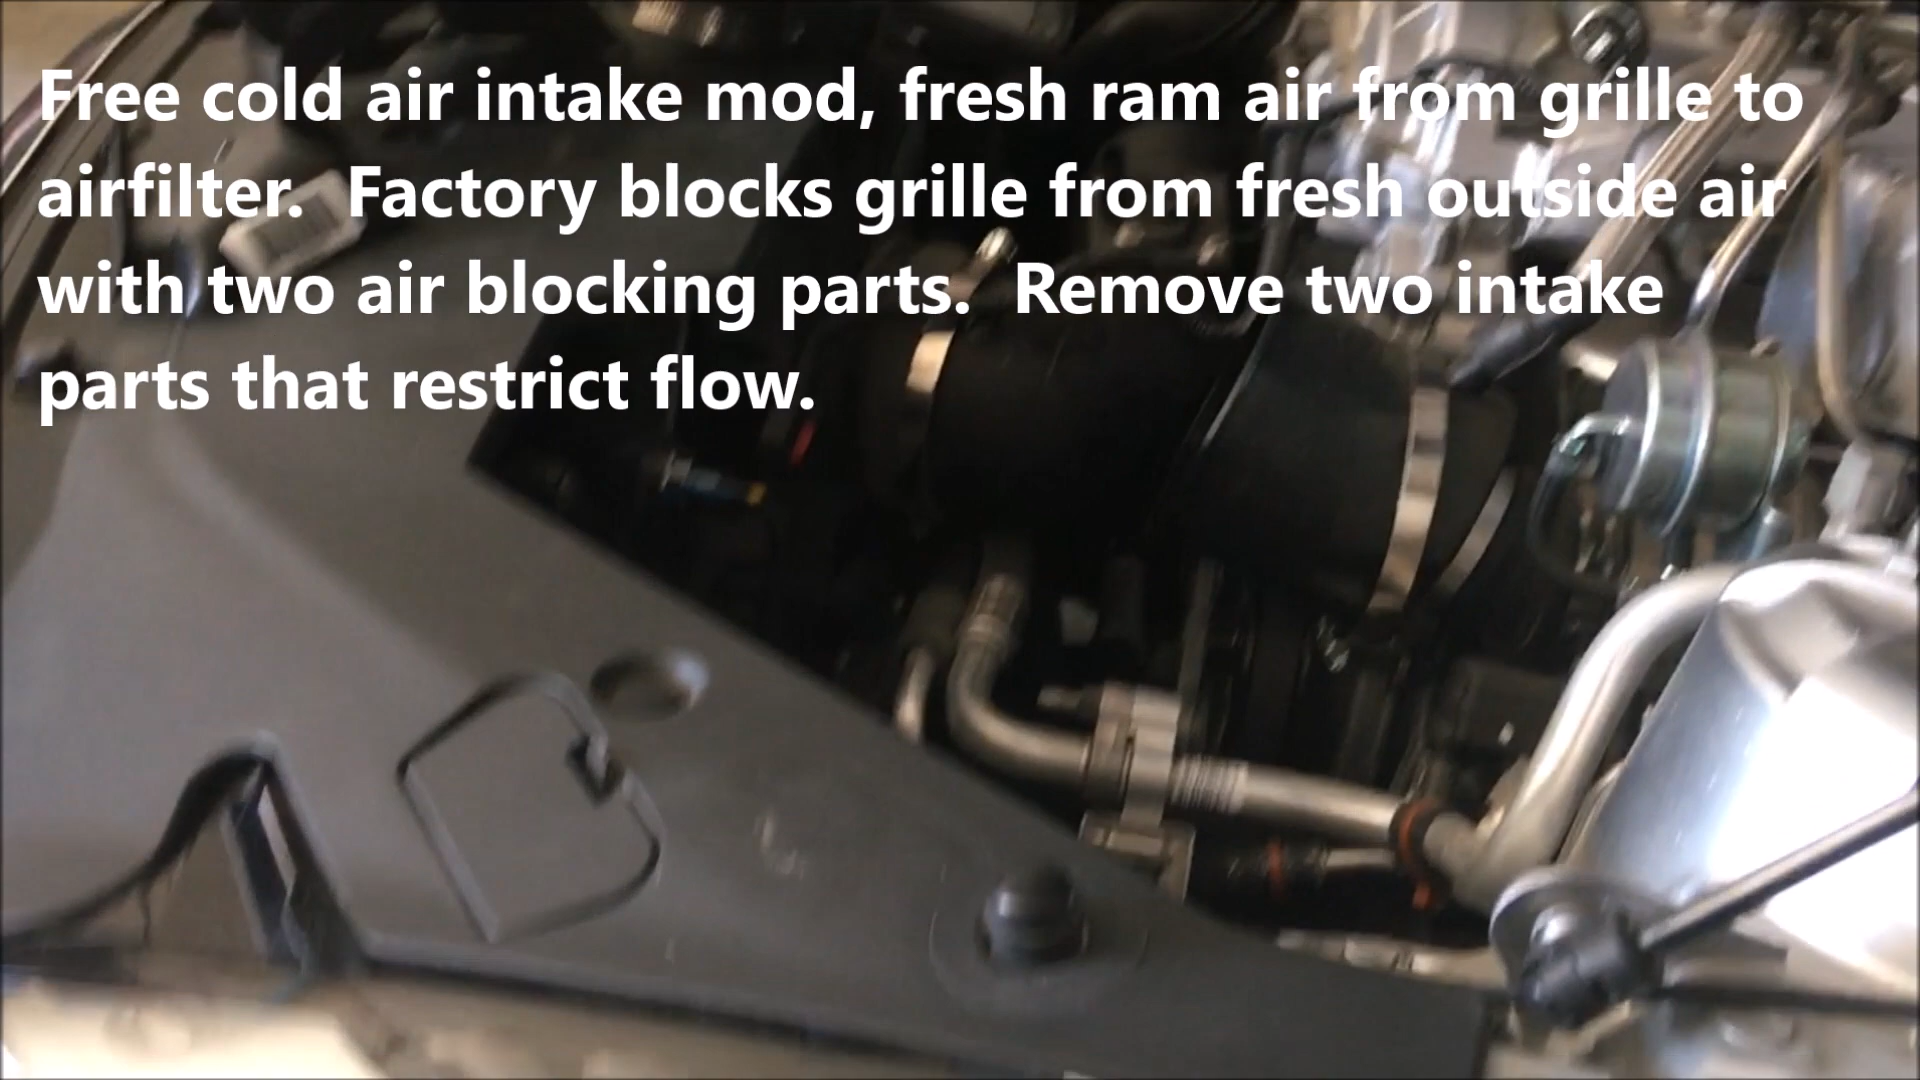 Free cold air intake mod, fresh ram air from grille to
airfilter.  Factory blocks grille from fresh outside air
with two air blocking parts.  Remove two intake
parts that restrict flow.